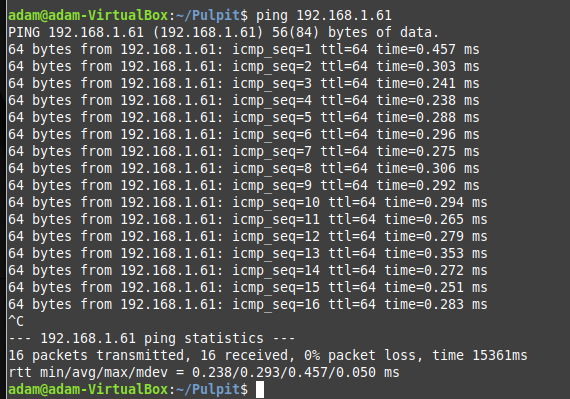 adam@adam-VirtualBox:~/Pulpit$ ping 192.168.1.61
PING 192.168.1.61 (192.168.1.61) 56(84) bytes of data.
64 bytes from 192.168.1.61: icmp_seq=1 ttl=64 time=0.457 ms
64 bytes from 192.168.1.61: icmp_seq=2 ttl=64 time=0.303 ms
64 bytes from 192.168.1.61: icmp_seq=3 ttl=64 time=0.241 ms
64 bytes from 192.168.1.61: icmp_seq=4 ttl=64 time=0.238 ms
64 bytes from 192.168.1.61: icmp_seq=5 ttl=64 time=0.288 ms
64 bytes from 192.168.1.61: icmp_seq=6 ttl=64 time=0.296 ms
64 bytes from 192.168.1.61: icmp_seq=7 ttl=64 time=0.275 ms
64 bytes from 192.168.1.61: icmp_seq=8 ttl=64 time=0.306 ms
64 bytes from 192.168.1.61: icmp_seq=9 ttl=64 time=0.292 ms
64 bytes from 192.168.1.61: icmp_seq=10 ttl=64 time=0.294 ms
64 bytes from 192.168.1.61: icmp_seq=11 ttl=64 time=0.265 ms
64 bytes from 192.168.1.61: icmp_seq=12 ttl=64 time=0.279 ms
64 bytes from 192.168.1.61: icmp_seq=13 ttl=64 time=0.353 ms
64 bytes from 192.168.1.61: icmp_seq=14 ttl=64 time=0.272 ms
64 bytes from 192.168.1.61: icmp_seq=15 ttl=64 time=0.251 ms
64 bytes from 192.168.1.61: icmp_seq=16 ttl=64 time=0.283 ms
^C
--- 192.168.1.61 ping statistics ---
16 packets transmitted, 16 received, 0% packet loss, time 15361ms
rtt min/avg/max/mdev = 0.238/0.293/0.457/0.050 ms
adam@adam-VirtualBox:~/Pulpit$